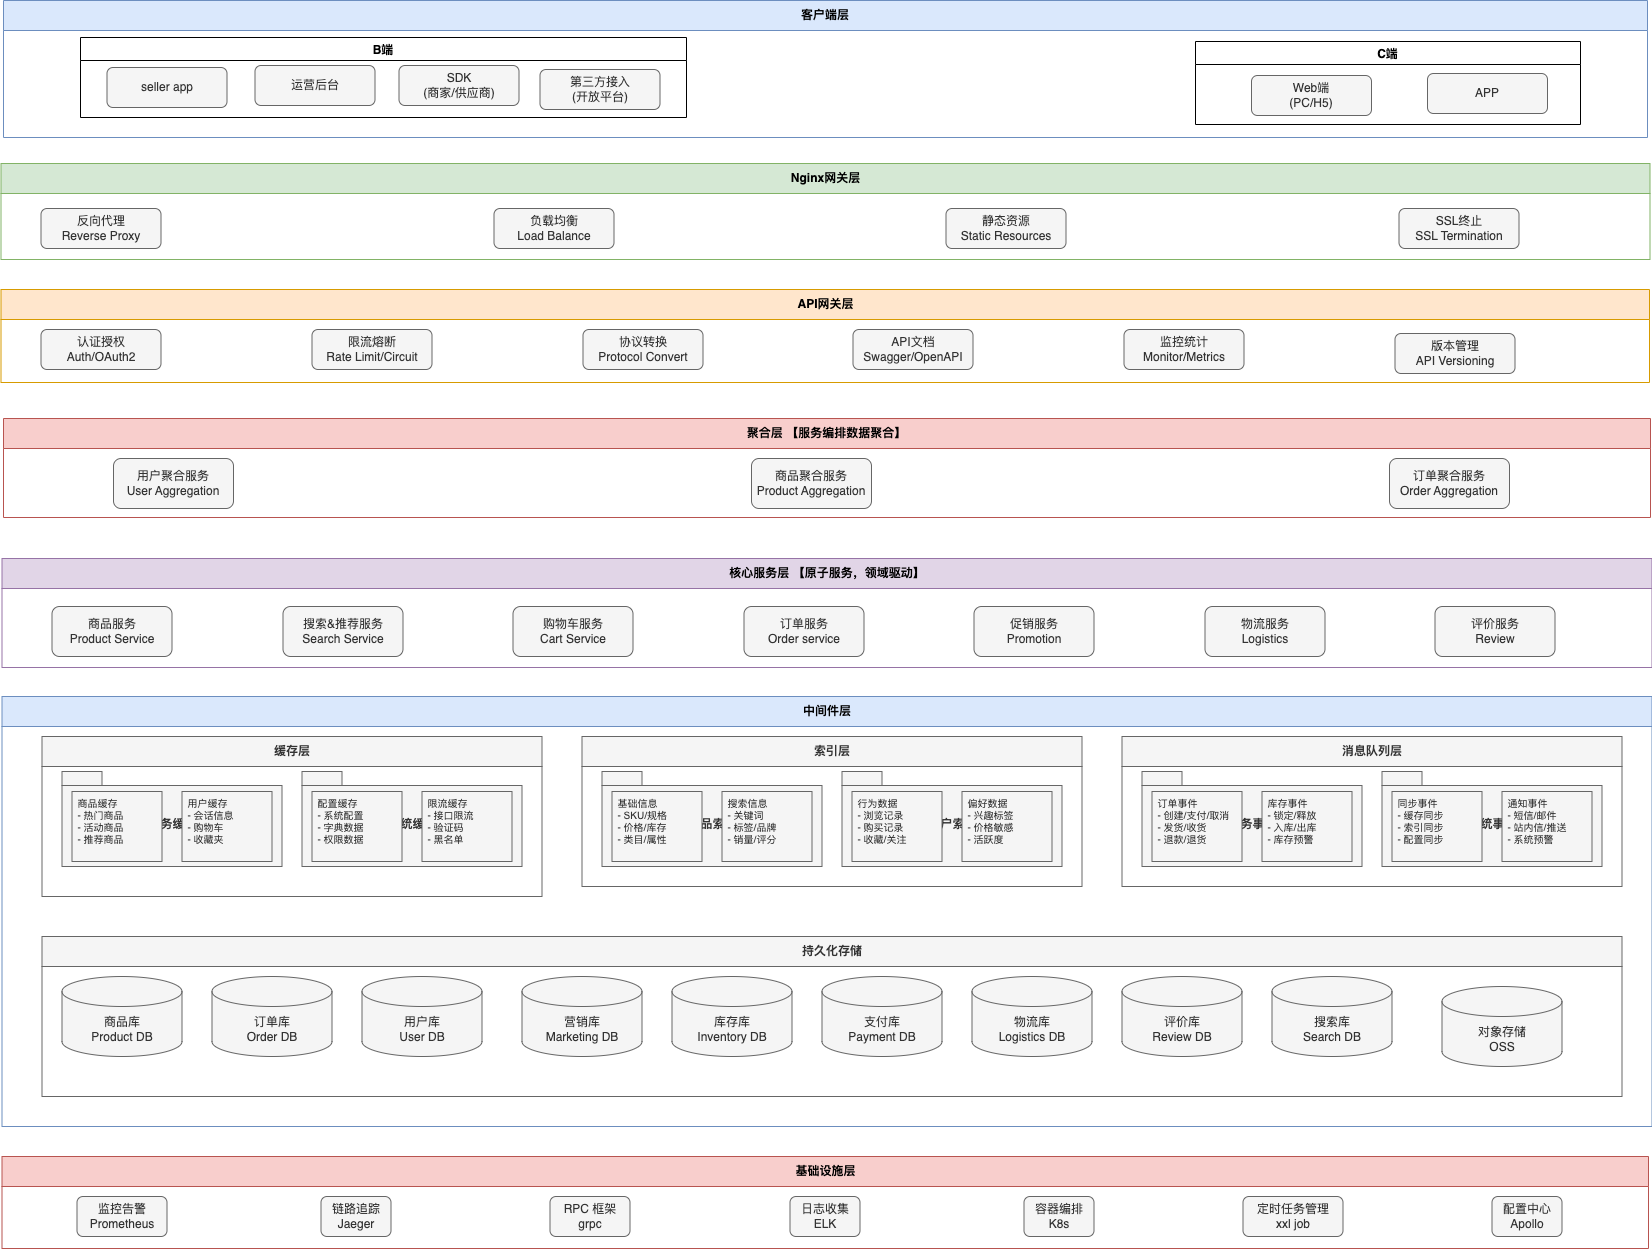 客户端层
B端
seller app
运营后台
SDK
(商家/供应商)
第三方接入
(开放平台)
C端
Web端
(PC/H5)
APP
Nginx网关层
反向代理
Reverse Proxy
负载均衡
Load Balance
静态资源
Static Resources
SSL终止
SSL Termination
API网关层
认证授权
Auth/OAuth2
限流熔断
Rate Limit/Circuit
协议转换
Protocol Convert
API文档
Swagger/OpenAPI
监控统计
Monitor/Metrics
版本管理
API Versioning
聚合层 【服务编排数据聚合】
用户聚合服务
User Aggregation
商品聚合服务
Product Aggregation
订单聚合服务
Order Aggregation
核心服务层 【原子服务，领域驱动】
商品服务
Product Service
搜索&推荐服务
Search Service
购物车服务
Cart Service
订单服务
Order service
促销服务
Promotion
物流服务
Logistics
评价服务
Review
中间件层
缓存层
商品缓存
- 热门商品
- 活动商品
- 推荐商品
务缓
用户缓存
- 会话信息
- 购物车
- 收藏夹
配置缓存
- 系统配置
- 字典数据
- 权限数据
统缓
限流缓存
- 接口限流
- 验证码
- 黑名单
索引层
基础信息
- SKU/规格
- 价格/库存
- 类目/属性
品索
搜索信息
- 关键词
- 标签/品牌
- 销量/评分
行为数据
- 浏览记录
- 购买记录
- 收藏/关注
户索
偏好数据
- 兴趣标签
- 价格敏感
- 活跃度
消息队列层
订单事件
- 创建/支付/取消
- 发货/收货
- 退款/退货
务事
库存事件
- 锁定/释放
- 入库/出库
- 库存预警
同步事件
- 缓存同步
- 索引同步
- 配置同步
统事
通知事件
- 短信/邮件
- 站内信/推送
- 系统预警
持久化存储
商品库
Product DB
订单库
Order DB
用户库
User DB
营销库
Marketing DB
库存库
Inventory DB
支付库
Payment DB
物流库
Logistics DB
评价库
Review DB
搜索库
Search DB
对象存储
OSS
基础设施层
监控告警
Prometheus
链路追踪
Jaeger
RPC 框架
grpc
日志收集
ELK
容器编排
K8s
定时任务管理
xxl job
配置中心
Apollo